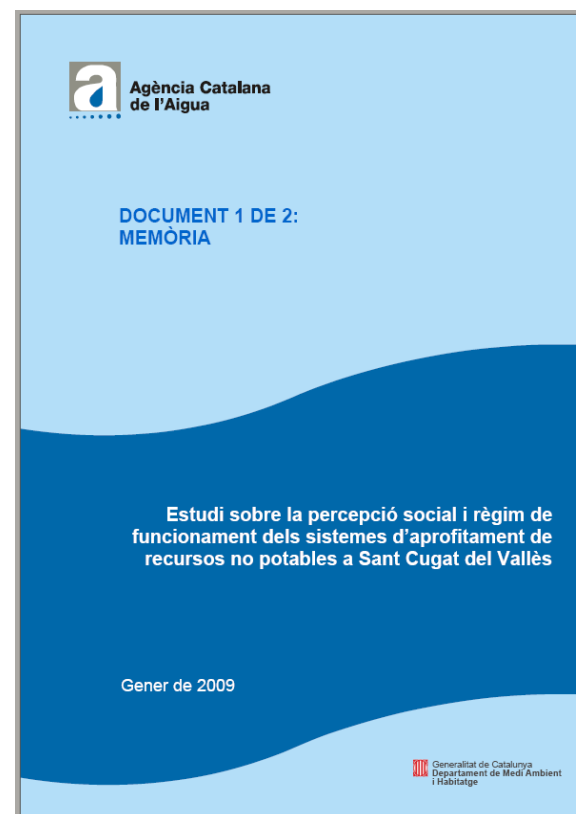 Agència Catalana
de l'Aigua
DOCUMENT 1 DE 2:
MEMÒRIA
Estudi sobre la percepció social i règim de
funcionament dels sistemes d'aprofitament de
recursos no potables a Sant Cugat del Vallès
Gener de 2009
Generalitat de Catalunya
Departament de Medi Ambient
i Habitatge